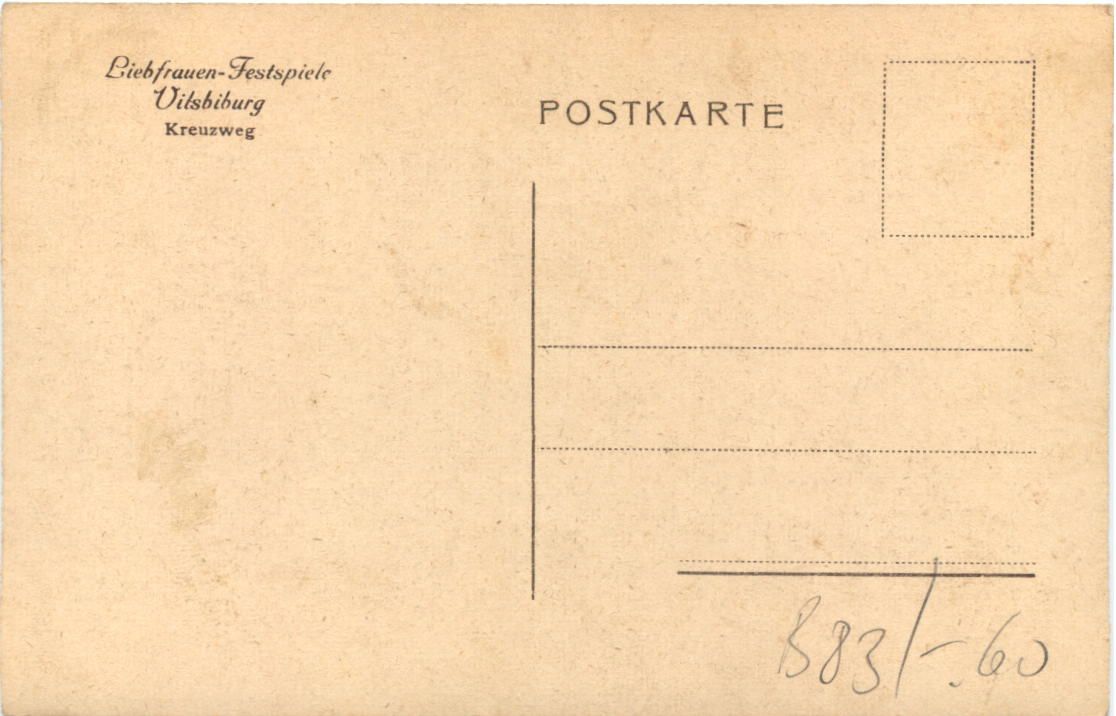 Liebfrauen-Festspiele
Vilsbiburg
Kreuzweg
POSTKARTE
B83/-.60